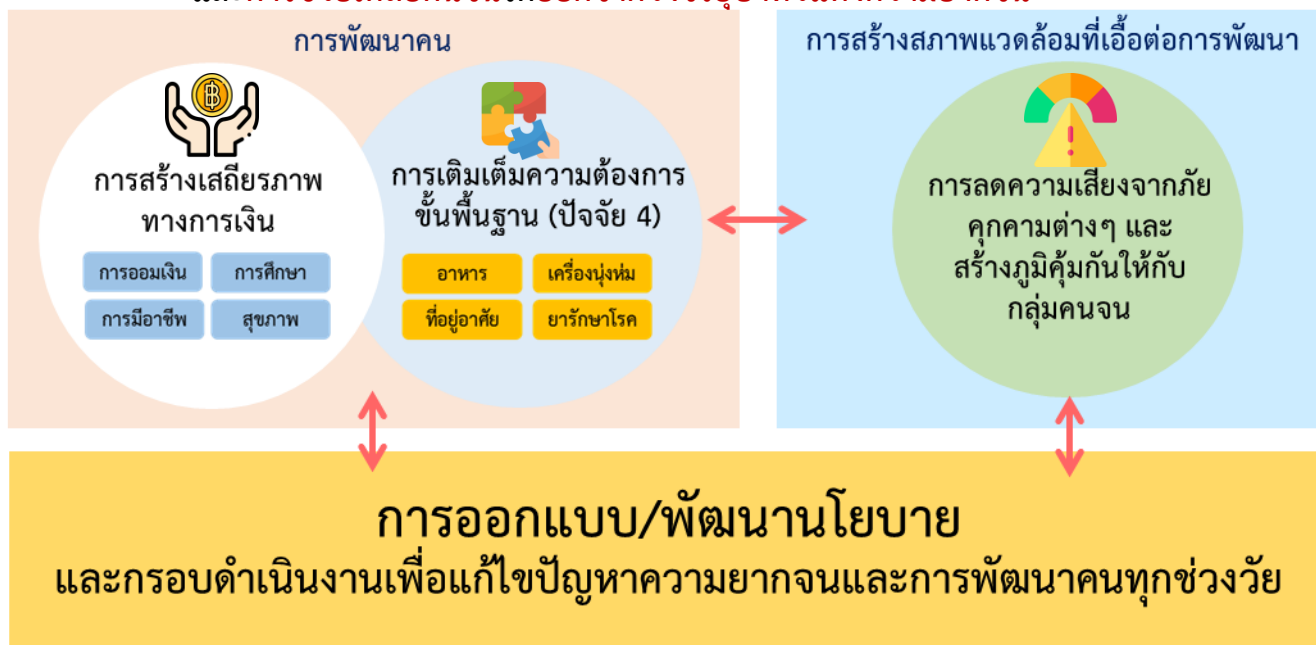 การพัฒนาคน
การสร้างสภาพแวดล้อมที่เอื้อต่อการพัฒนา
การสร้างเสถียรภาพ
ทางการเงิน
การออมเงิน
การศึกษา
การมีอาชีพ
สุขภาพ
การเติมเต็มความต้องการ
ขั้นพื้นฐาน (ปัจจัย 4)
อาหาร
เครื่องนุ่งห่ม
ที่อยู่อาศัย
ยารักษาโรค
การลดความเสี่ยงจากภัย
คุกคามต่างๆ และ
สร้างภูมิคุ้มกันให้กับ
กลุ่มคนจน
การออกแบบ/พัฒนานโยบาย
และกรอบดำเนินงานเพื่อแก้ไขปัญหาความยากจนและการพัฒนาคนทุกช่วงวัย